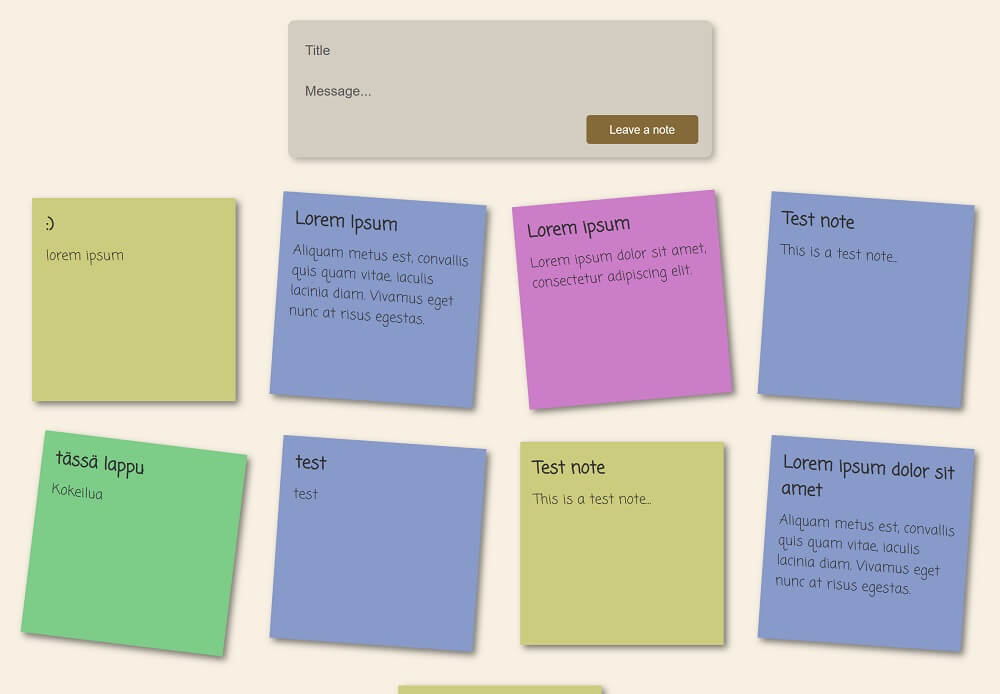 Title
Message...
Leave a note
:)
lorem ipsum
Lorem Ipsum
Aliquam metus est, convallis
quis quam vitae, iaculis
lacinia diam. Vivamus eget
nunc at risus egestas.
Lorem ipsum
Lorem ipsum dolor sit amet,
consectetur adipiscing elit.
Test note
This is a test note...
tässä lappu
Kokeilua
test
test
Test note
This is a test note...
Lorem ipsum dolor sit
amet
Aliquam metus est, convallis
quis quam vitae, iaculis
lacinia diam. Vivamus eget
nunc at risus egestas.